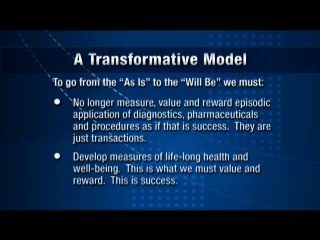 A Transformative Model
To go from the “As Is” to the “Will Be” we must:
No longer measure, value and reward episodic
application of diagnostics, pharmaceuticals
and procedures as if that is success. They are
just transactions.
Develop measures of life-long health and
well-being. This is what we must value and
reward. This is success.